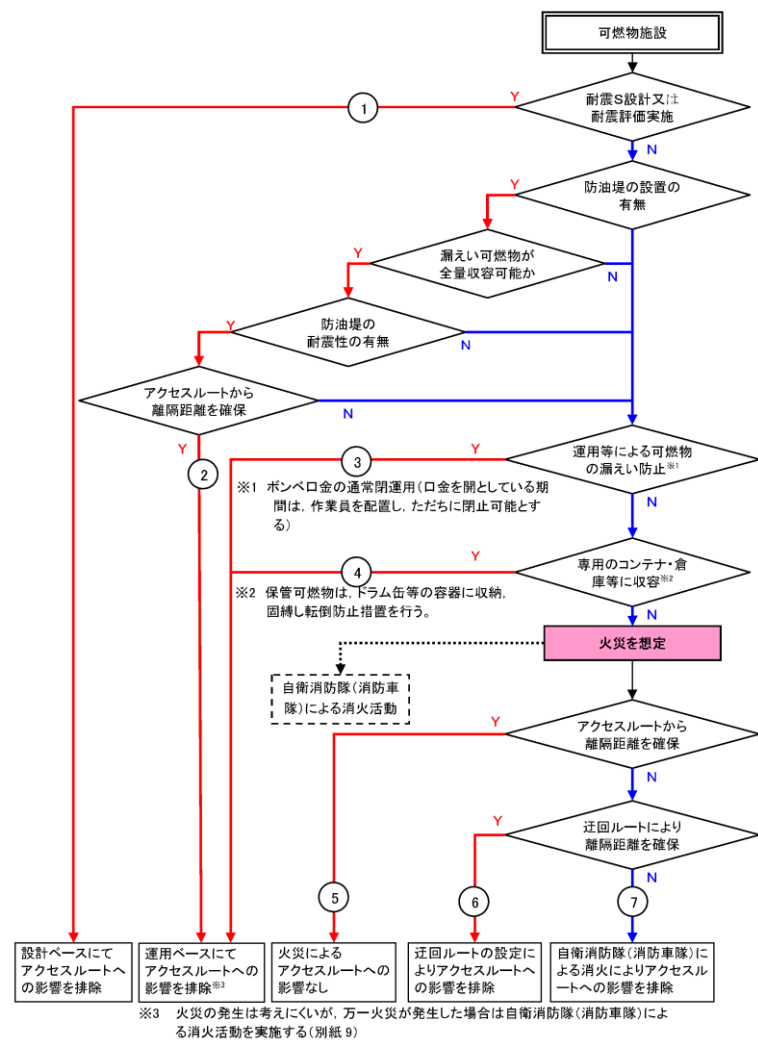 可燃物施設
Y
①
耐震S設計又は
耐震評価実施
N
Y
防油堤の設置の
有無
Y
漏えい可燃物が
全量収容可能か
N
Y
防油堤の
耐震性の有無
N
アクセスルートから
離隔距離を確保
N
Y
②
③
Y
運用等による可燃物
の漏えい防止※1
※1 ボンベ口金の通常閉運用(口金を開としている期
間は，作業員を配置し，ただちに閉止可能とす
る)
N
④
Y
専用のコンテナ・倉
庫等に収容※2
※2 保管可燃物は，ドラム缶等の容器に収納，
固縛し転倒防止措置を行う。
N
火災を想定
自衛消防隊(消防車
隊)による消火活動
Y
アクセスルートから
離隔距離を確保
N
Y
迂回ルートにより
離隔距離を確保
N
⑤
⑥
⑦
設計ベースにて
アクセスルートへ
の影響を排除
運用ベースにて
アクセスルートへの
影響を排除※3
火災による
アクセスルートへの
影響なし
迂回ルートの設定に
よりアクセスルートへ
の影響を排除
自衛消防隊(消防車隊)に
よる消火によりアクセスル
ートへの影響を排除
※3 火災の発生は考えにくいが，万一火災が発生した場合は自衛消防隊(消防車隊)によ
る消火活動を実施する(別紙9)